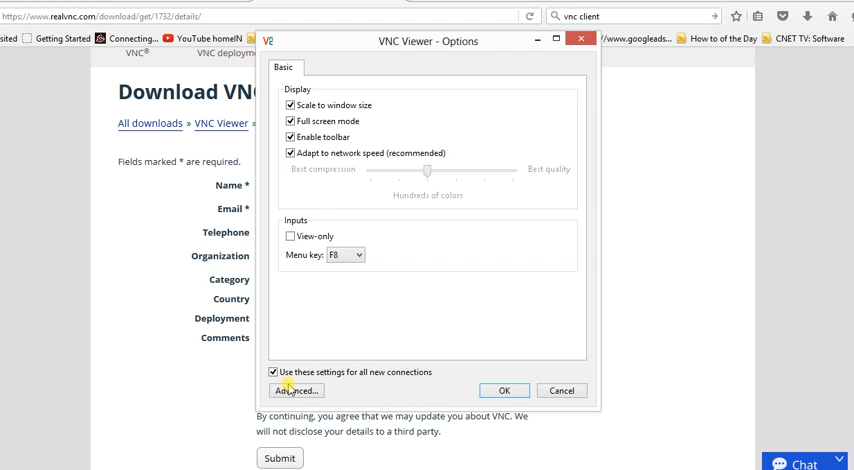 https://www.realvnc.com/download/get/1732/details/
vnc client
sited Getting Started Connecting... YouTube homeIN //www.googleads... How to of the Day CNET TV: Software
VNC® VNC deploym
VNC Viewer - Options
Basic
Download VN
All downloads » VNC Viewer »
Fields marked * are required.
Name *
Email *
Telephone
Organization
Category
Country
Deployment
Comments
Display
Scale to window size
Full screen mode
Enable toolbar
Adapt to network speed (recommended)
Best compression Best quality
Hundreds of colors
Inputs
View-only
Menu key: F8
Use these settings for all new connections
Advanced... OK Cancel
By continuing, you agree that we may update you about VNC. We
will not disclose your details to a third party.
Submit
Chat